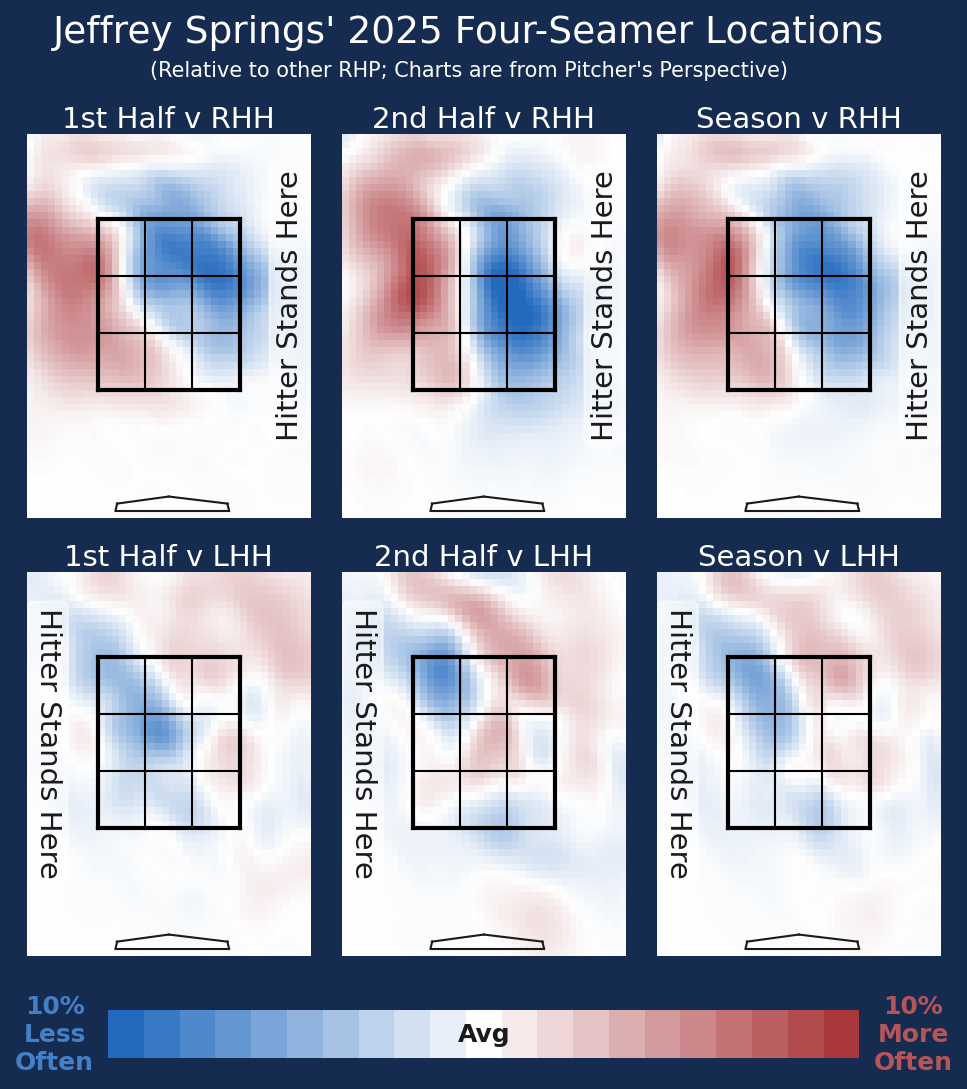 Jeffrey Springs' 2025 Four-Seamer Locations
(Relative to other RHP; Charts are from Pitcher's Perspective)
1st Half v RHH
2nd Half v RHH
Season v RHH
Hitter Stands Here
Hitter Stands Here
Hitter Stands Here
1st Half v LHH
2nd Half v LHH
Season v LHH
Hitter Stands Here
Hitter Stands Here
Hitter Stands Here
10%
Less
Often
Avg
10%
More
Often